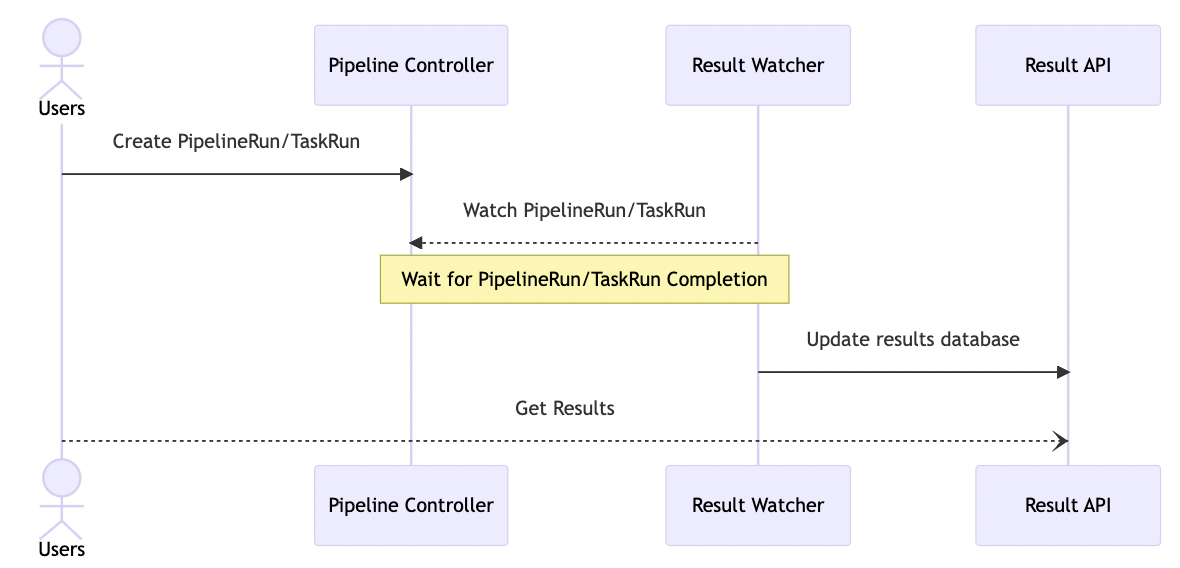 Users
Pipeline Controller
Result Watcher
Result API
Create PipelineRun/TaskRun
Watch PipelineRun/TaskRun
Wait for PipelineRun/TaskRun Completion
Update results database
Get Results
Users
Pipeline Controller
Result Watcher
Result API